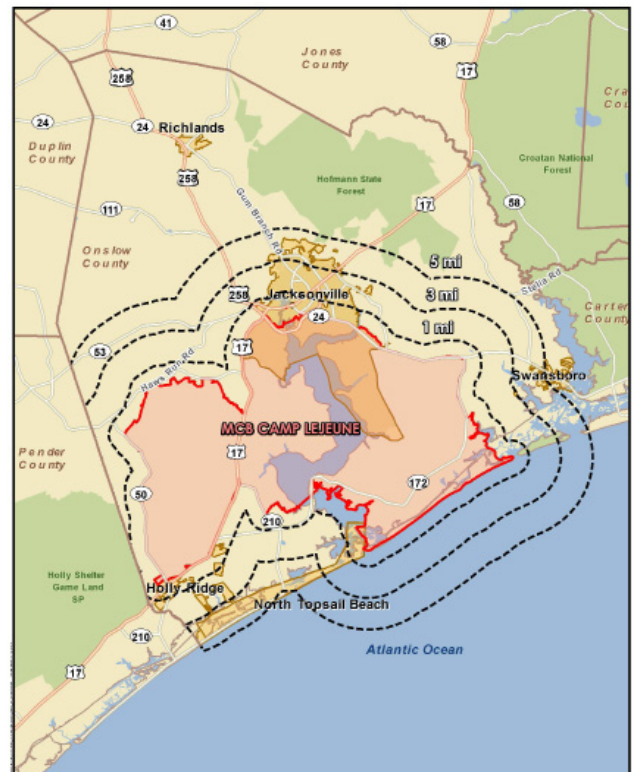 41
58
Jones
County
17
258
Cra
Cou
24
24
Richlands
Duplin
County
258
Croatan National
Forest
Hofmann State
Forest
58
17
111
Gum Branch Rd
Onslow
County
5 mi
Stella Rd
258
Jacksonville
3 mi
24
Carter
County
1 mi
17
53
Haws Run Rd
Swansboro
MCB CAMP LEJEUNE
17
Pender
County
172
50
210
Holly Shelter
Game Land
SP
Holly Ridge
North Topsail Beach
210
Atlantic Ocean
17